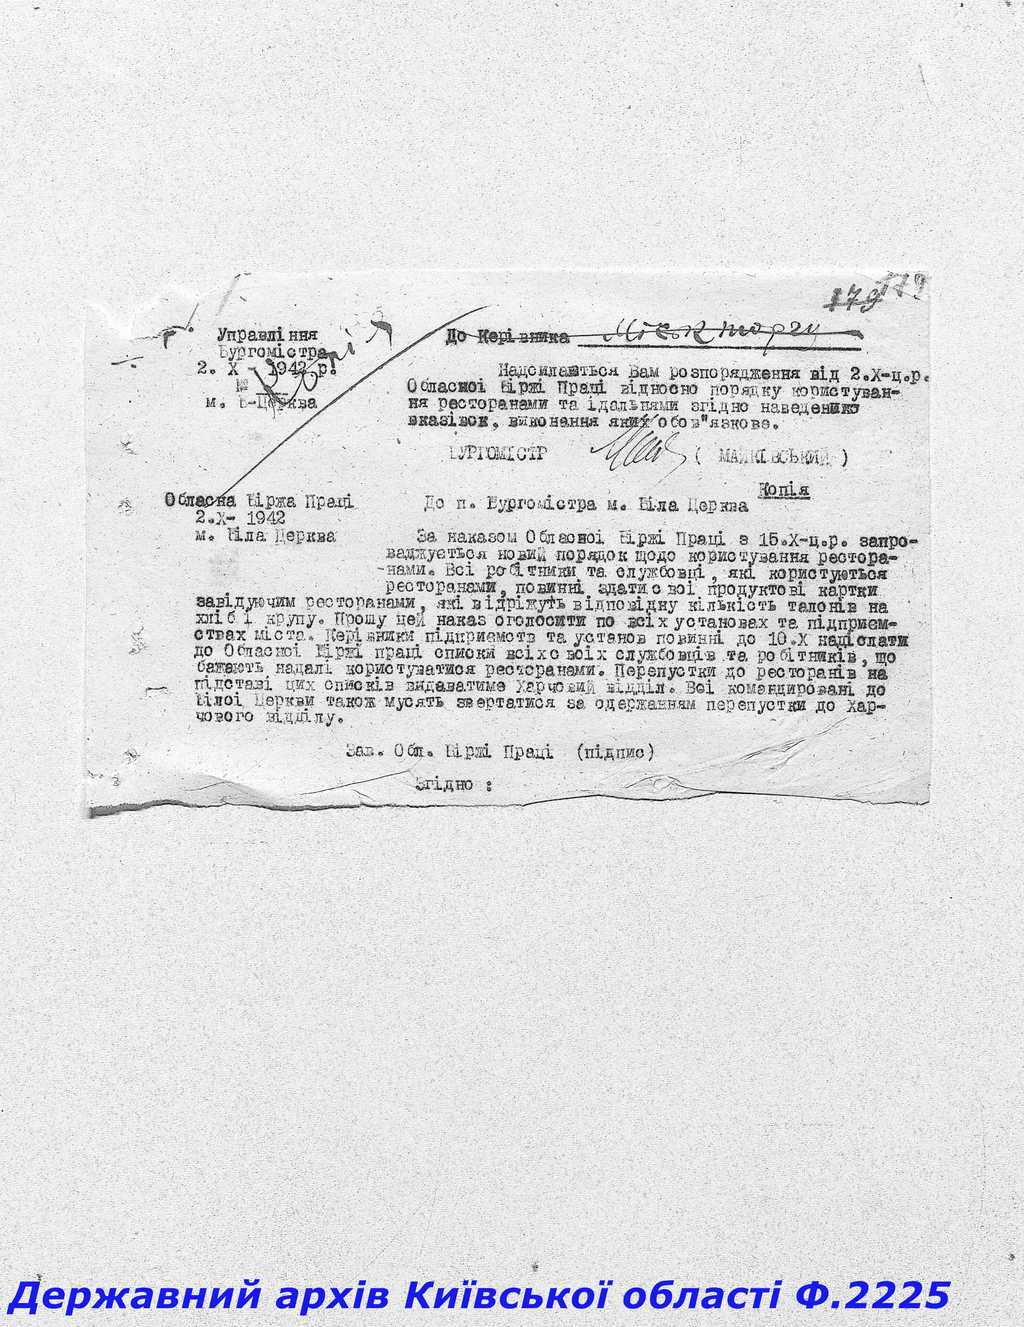 179 179
Управління
Бургомістра
2. X - 1942 р.
№
м. Б-Церква
До Керівника Міськторгу
Надсилається Вам розпорядження від 2.X-ц.р.
Обласної Біржі Праці відносно порядку користуван-
ня ресторанами та їдальнями згідно наведених
вказівок, виконання яких обов"язкове.
БУРГОМІСТР ( МАЙКІВСЬКИЙ )
Копія
Обласна Біржа Праці
2.X- 1942
м. Біла Церква
До п. Бургомістра м. Біла Церква
За наказом Обласної Біржі Праці з 15.X-ц.р. запро-
ваджується новий порядок щодо користування рестора-
нами. Всі робітники та службовці, які користуються
ресторанами, повинні здати свої продуктові картки
завідуючим ресторанами, які відріжуть відповідну кількість талонів на
хліб і крупу. Прошу цей наказ оголосити по всіх установах та підприєм-
ствах міста. Керівники підприємств та установ повинні до 10.X надіслати
до Обласної Біржі праці списки всіх своїх службовців та робітників, що
бажають надалі користуватися ресторанами. Перепустки до ресторанів на
підставі цих списків видаватиме Харчовий відділ. Всі командировані до
Білої Церкви також мусять звертатися за одержанням перепустки до Хар-
чового відділу.
Зав. Обл. Біржі Праці (підпис)
Згідно :
Державний архів Київської області Ф.2225